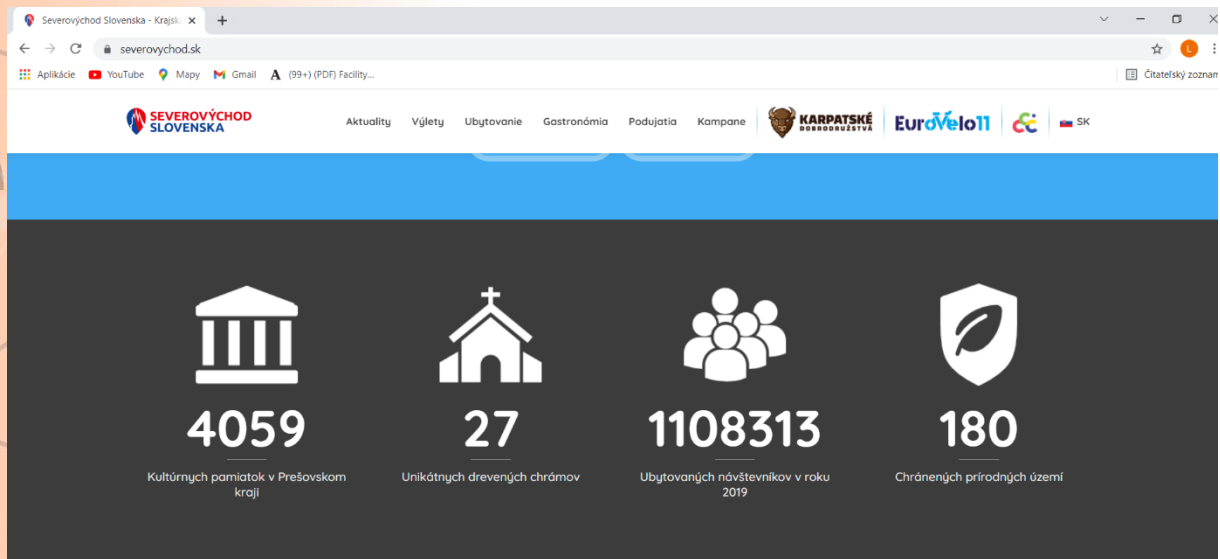 Severovýchod Slovenska - Krajsk
severovychod.sk
L
Aplikácie YouTube Mapy Gmail A (99+) (PDF) Facility... Čitateľský zoznam
SEVEROVÝCHOD
SLOVENSKA
Aktuality Výlety Ubytovanie Gastronómia Podujatia Kampane
KARPATSKÉ
DOBRODRUŽSTVÁ
EuroVelo11
SK
4059 27 1108313 180
Kultúrnych pamiatok v Prešovskom
kraji
Unikátnych drevených chrámov
Ubytovaných návštevníkov v roku
2019
Chránených prírodných území